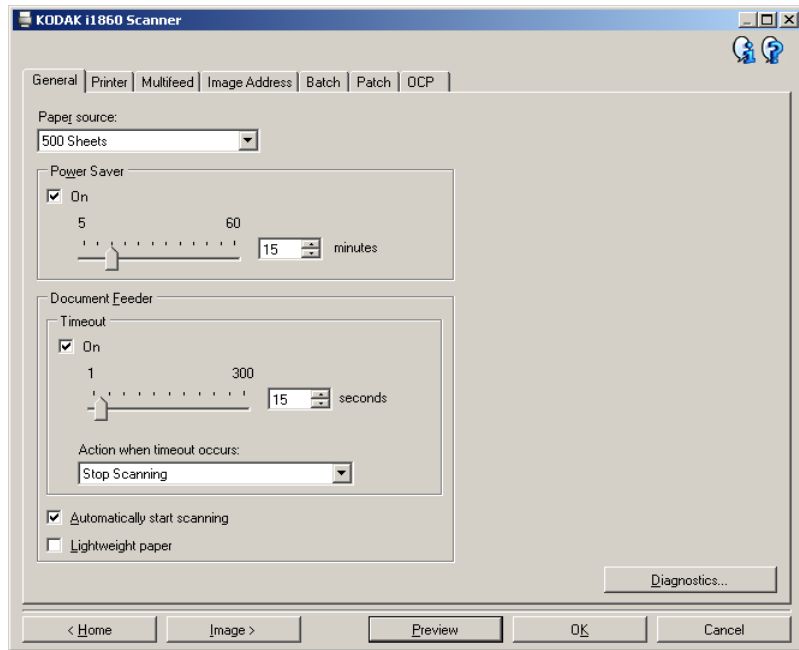 KODAK i1860 Scanner
General Printer Multifeed Image Address Batch Patch OCP
Paper source:
500 Sheets
Power Saver
On
5 60
15 minutes
Document Feeder
Timeout
On
1 300
15 seconds
Action when timeout occurs:
Stop Scanning
Automatically start scanning
Lightweight paper
Diagnostics...
< Home Image > Preview OK Cancel